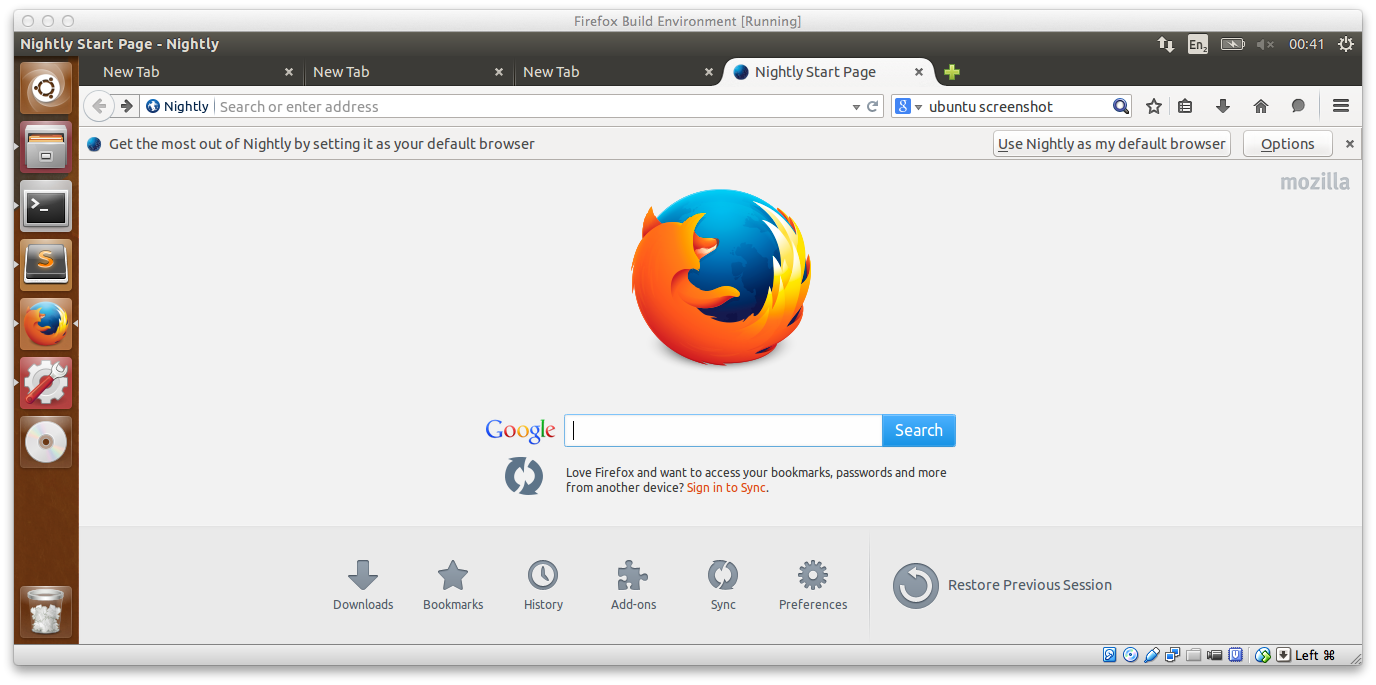 Firefox Build Environment [Running]
Nightly Start Page - Nightly
En2
00:41
New Tab
New Tab
New Tab
Nightly Start Page
Nightly
Search or enter address
8
ubuntu screenshot
Get the most out of Nightly by setting it as your default browser
Use Nightly as my default browser
Options
mozilla
>_
S
Google
Search
Love Firefox and want to access your bookmarks, passwords and more
from another device? Sign in to Sync.
Downloads
Bookmarks
History
Add-ons
Sync
Preferences
Restore Previous Session
Left ⌘